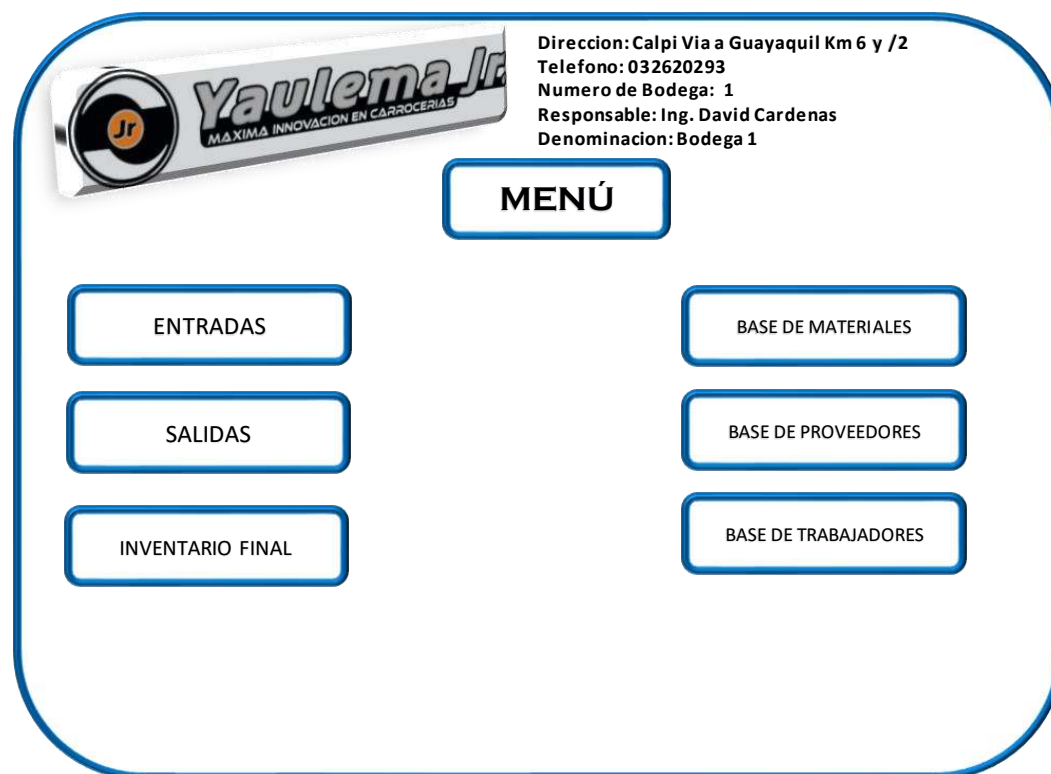 Jr
Yaulema Jr.
MAXIMA INNOVACION EN CARROCERIAS
Direccion: Calpi Via a Guayaquil Km 6 y /2
Telefono: 032620293
Numero de Bodega: 1
Responsable: Ing. David Cardenas
Denominacion: Bodega 1
MENÚ
ENTRADAS
SALIDAS
INVENTARIO FINAL
BASE DE MATERIALES
BASE DE PROVEEDORES
BASE DE TRABAJADORES